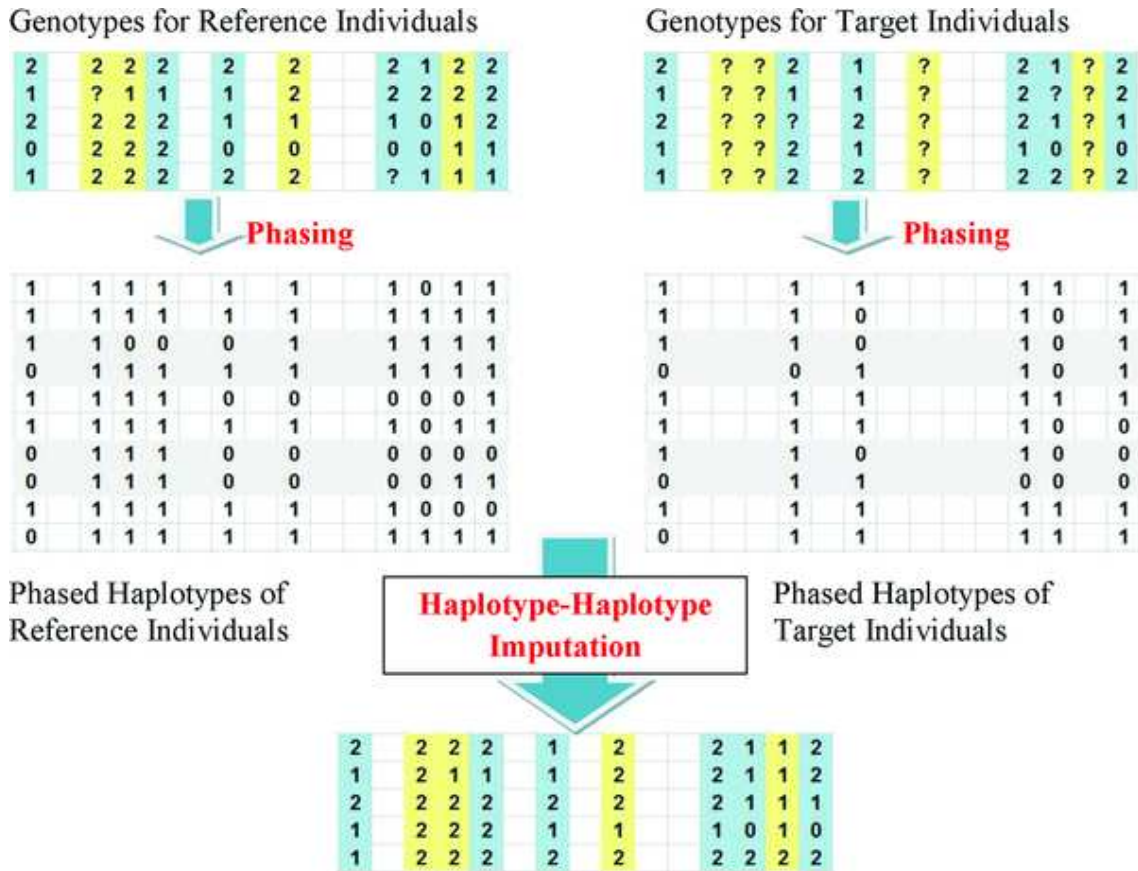 Genotypes for Reference Individuals
2 2 2 2 2 2 2 1 2 2
1 ? 1 1 1 2 2 2 2 2
2 2 2 2 1 1 1 0 1 2
0 2 2 2 0 0 0 0 1 1
1 2 2 2 2 2 ? 1 1 1
Phasing
1 1 1 1 1 1 1 0 1 1
1 1 1 1 1 1 1 1 1 1
1 1 0 0 0 1 1 1 1 1
0 1 1 1 1 1 1 1 1 1
1 1 1 1 0 0 0 0 0 1
1 1 1 1 1 1 1 0 1 1
0 1 1 1 0 0 0 0 0 0
0 1 1 1 0 0 0 0 1 1
1 1 1 1 1 1 1 0 0 0
0 1 1 1 1 1 1 1 1 1
Phased Haplotypes of
Reference Individuals
Genotypes for Target Individuals
2 ? ? 2 1 ? 2 1 ? 2
1 ? ? 1 1 ? 2 ? ? 2
2 ? ? ? 2 ? 2 1 ? 1
1 ? ? 2 1 ? 1 0 ? 0
1 ? ? 2 2 ? 2 2 ? 2
Phasing
1 1 1 1 1 1
1 1 0 1 0 1
1 1 0 1 0 1
0 0 1 1 0 1
1 1 1 1 1 1
1 1 1 1 0 0
1 1 0 1 0 0
0 1 1 0 0 0
1 1 1 1 1 1
0 1 1 1 1 1
Phased Haplotypes of
Target Individuals
Haplotype-Haplotype
Imputation
2 2 2 2 1 2 2 1 1 2
1 2 1 1 1 2 2 1 1 2
2 2 2 2 2 2 2 1 1 1
1 2 2 2 1 1 1 0 1 0
1 2 2 2 2 2 2 2 2 2